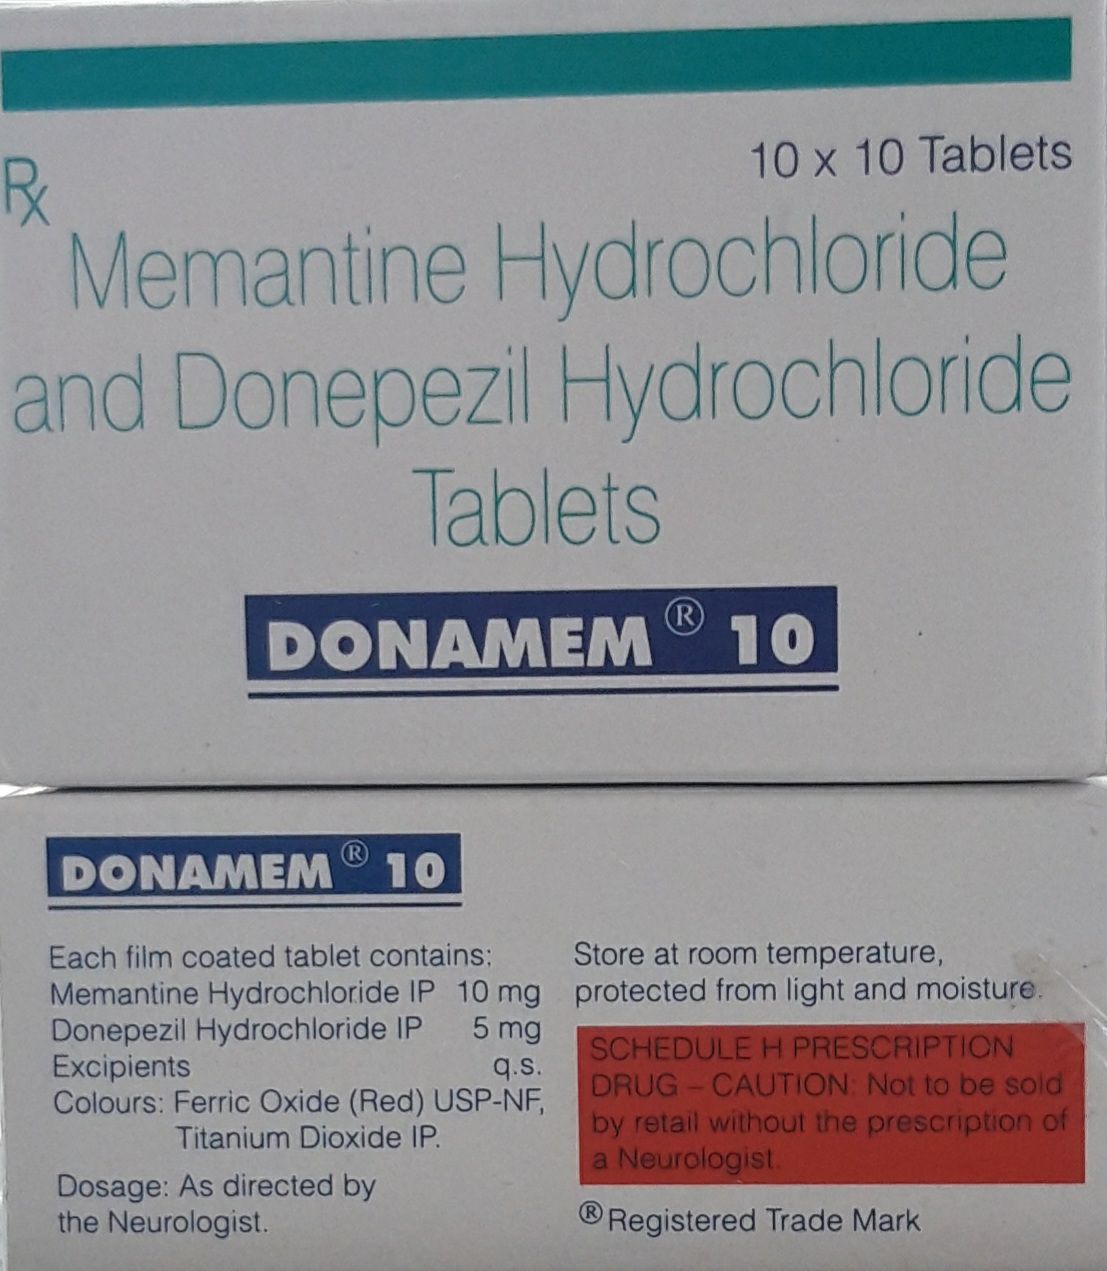 10 x 10 Tablets
Rx
Memantine Hydrochloride
and Donepezil Hydrochloride
Tablets
DONAMEM ® 10
DONAMEM ® 10
Each film coated tablet contains:
Memantine Hydrochloride IP 10 mg
Donepezil Hydrochloride IP 5 mg
Excipients q.s.
Colours: Ferric Oxide (Red) USP-NF,
Titanium Dioxide IP.
Dosage: As directed by
the Neurologist.
Store at room temperature,
protected from light and moisture.
SCHEDULE H PRESCRIPTION
DRUG – CAUTION: Not to be sold
by retail without the prescription of
a Neurologist.
® Registered Trade Mark